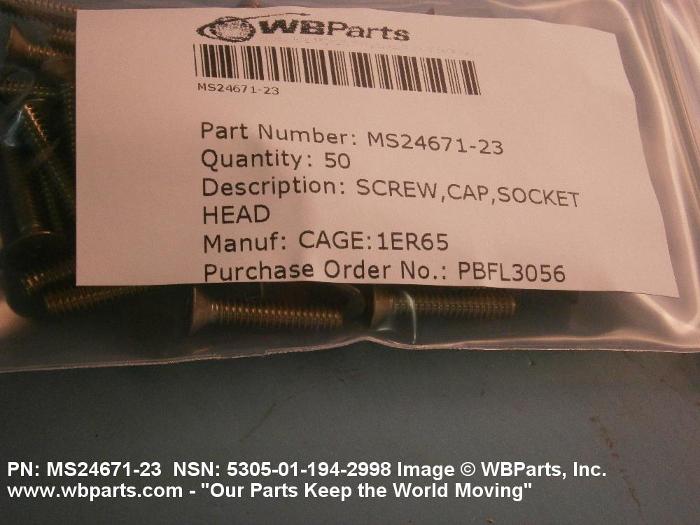 WBParts
MS24671-23
Part Number: MS24671-23
Quantity: 50
Description: SCREW,CAP,SOCKET
HEAD
Manuf: CAGE:1ER65
Purchase Order No.: PBFL3056
PN: MS24671-23  NSN: 5305-01-194-2998 Image © WBParts, Inc.
www.wbparts.com - "Our Parts Keep the World Moving"